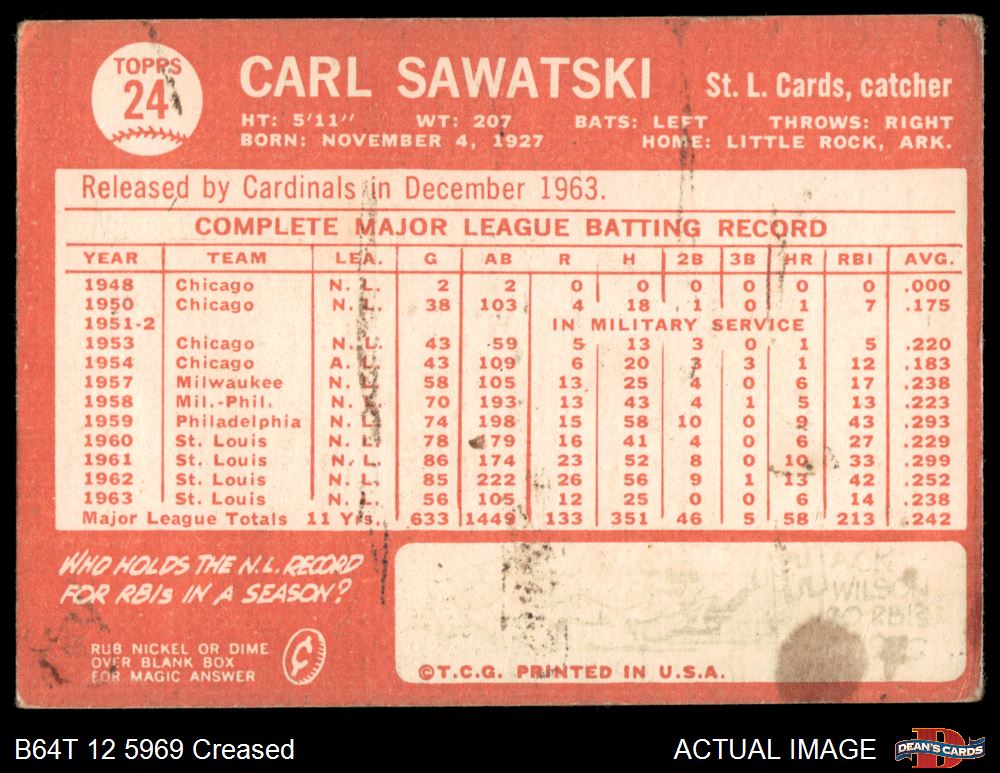 TOPPS
24
CARL SAWATSKI St. L. Cards, catcher
HT: 5'11" WT: 207 BATS: LEFT THROWS: RIGHT
BORN: NOVEMBER 4, 1927 HOME: LITTLE ROCK, ARK.
Released by Cardinals in December 1963.
COMPLETE MAJOR LEAGUE BATTING RECORD
YEAR TEAM LEA. G AB R H 2B 3B HR RBI AVG.
1948 Chicago N. L. 2 2 0 0 0 0 0 0 .000
1950 Chicago N. L. 38 103 4 18 1 0 1 7 .175
1951-2 IN MILITARY SERVICE
1953 Chicago N. L. 43 59 5 13 3 0 1 5 .220
1954 Chicago A. L. 43 109 6 20 3 3 1 12 .183
1957 Milwaukee N. L. 58 105 13 25 4 0 6 17 .238
1958 Mil.-Phil. N. L. 70 193 13 43 4 1 5 13 .223
1959 Philadelphia N. L. 74 198 15 58 10 0 9 43 .293
1960 St. Louis N. L. 78 179 16 41 4 0 6 27 .229
1961 St. Louis N. L. 86 174 23 52 8 0 10 33 .299
1962 St. Louis N. L. 85 222 26 56 9 1 13 42 .252
1963 St. Louis N. L. 56 105 12 25 0 0 6 14 .238
Major League Totals 11 Yrs. 633 1449 133 351 46 5 58 213 .242
WHO HOLDS THE N.L. RECORD
FOR RBIs IN A SEASON?
RUB NICKEL OR DIME
OVER BLANK BOX
FOR MAGIC ANSWER
¢
WILSON
©T.C.G. PRINTED IN U.S.A.
B64T 12 5969 Creased
ACTUAL IMAGE
DEAN'S CARDS